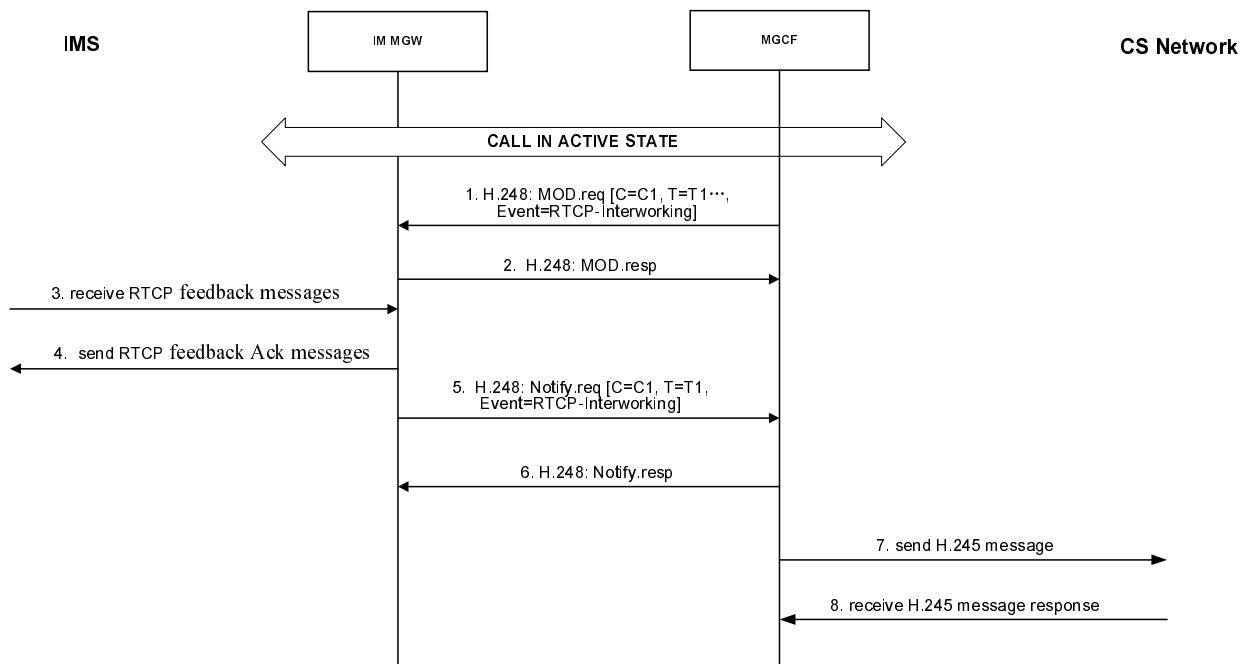 IMS
IM MGW
MGCF
CS Network
CALL IN ACTIVE STATE
1. H.248: MOD.req [C=C1, T=T1⋯,
Event=RTCP-Interworking]
2. H.248: MOD.resp
3. receive RTCP feedback messages
4. send RTCP feedback Ack messages
5. H.248: Notify.req [C=C1, T=T1,
Event=RTCP-Interworking]
6. H.248: Notify.resp
7. send H.245 message
8. receive H.245 message response